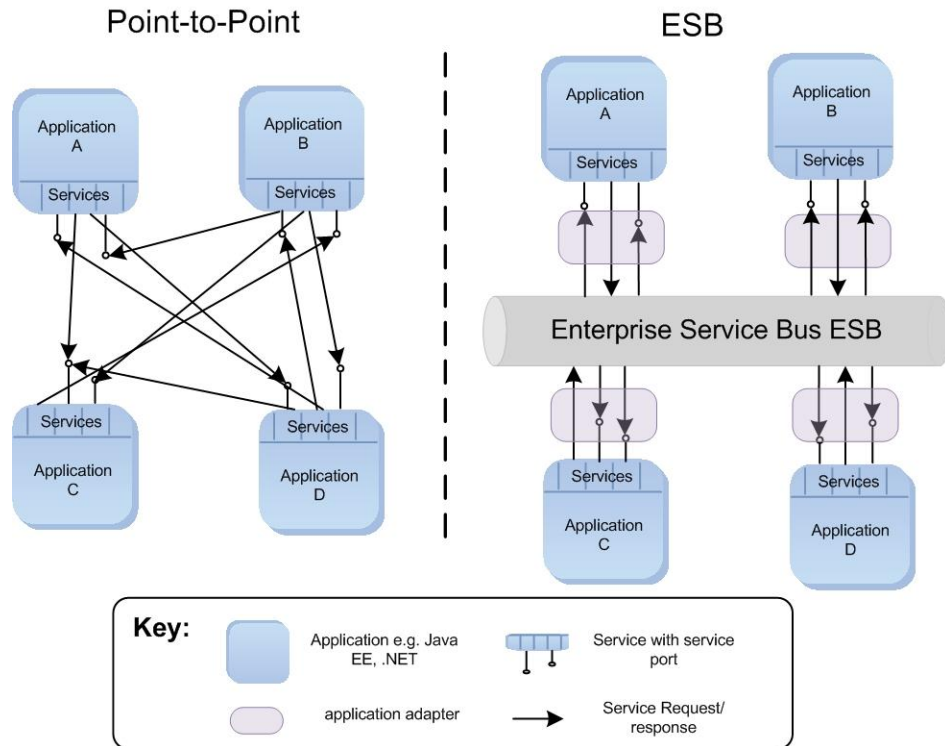 Point-to-Point
ESB
Application
A
Services
Application
B
Services
Services
Application
C
Services
Application
D
Application
A
Services
Application
B
Services
Enterprise Service Bus ESB
Services
Application
C
Services
Application
D
Key:
Application e.g. Java
EE, .NET
Service with service
port
application adapter
Service Request/
response